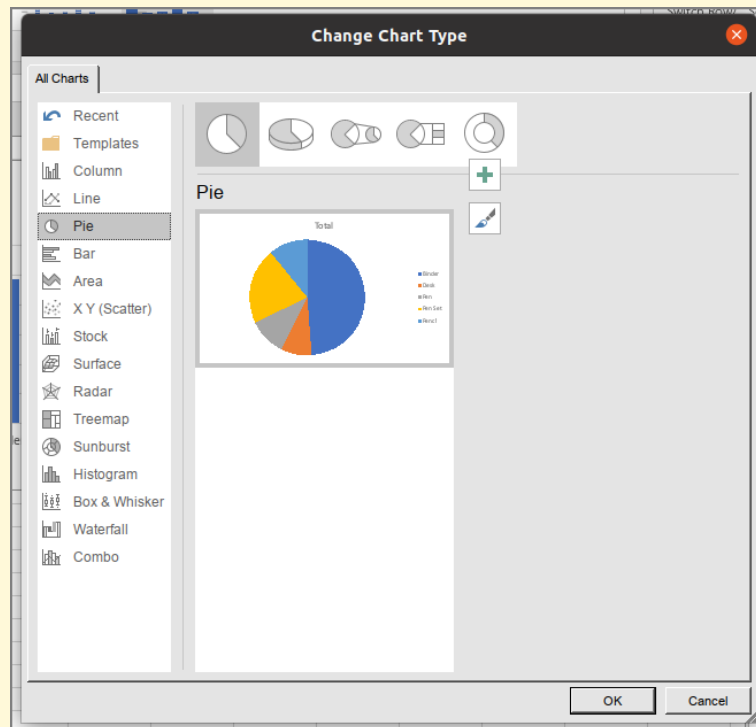 Switch Row/
Change Chart Type
All Charts
Recent
Templates
Column
Line
Pie
Bar
Area
X Y (Scatter)
Stock
Surface
Radar
Treemap
Sunburst
Histogram
Box & Whisker
Waterfall
Combo
Pie
Total
Binder
Desk
Pen
Pen Set
Pencil
OK
Cancel